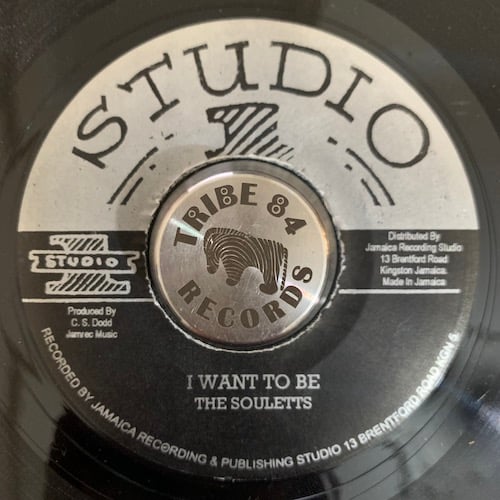 STUDIO
1
TRIBE 84
RECORDS
STUDIO
Produced By
C. S. Dodd
Jamrec Music
Distributed By
Jamaica Recording Studio
13 Brentford Road
Kingston Jamaica.
Made In Jamaica
I WANT TO BE
THE SOULETTS
RECORDED BY JAMAICA RECORDING & PUBLISHING STUDIO 13 BRENTFORD ROAD KGN 5.